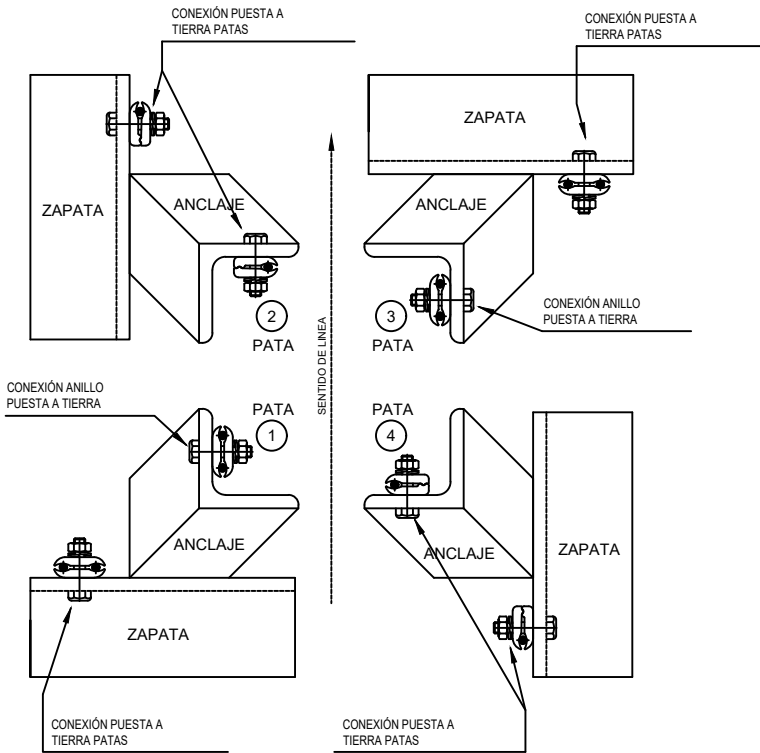 CONEXIÓN PUESTA A
TIERRA PATAS
CONEXIÓN PUESTA A
TIERRA PATAS
ZAPATA
ZAPATA
ANCLAJE
ANCLAJE
2
PATA
3
PATA
CONEXIÓN ANILLO
PUESTA A TIERRA
SENTIDO DE LINEA
CONEXIÓN ANILLO
PUESTA A TIERRA
PATA
1
PATA
4
ANCLAJE
ANCLAJE
ZAPATA
ZAPATA
CONEXIÓN PUESTA A
TIERRA PATAS
CONEXIÓN PUESTA A
TIERRA PATAS